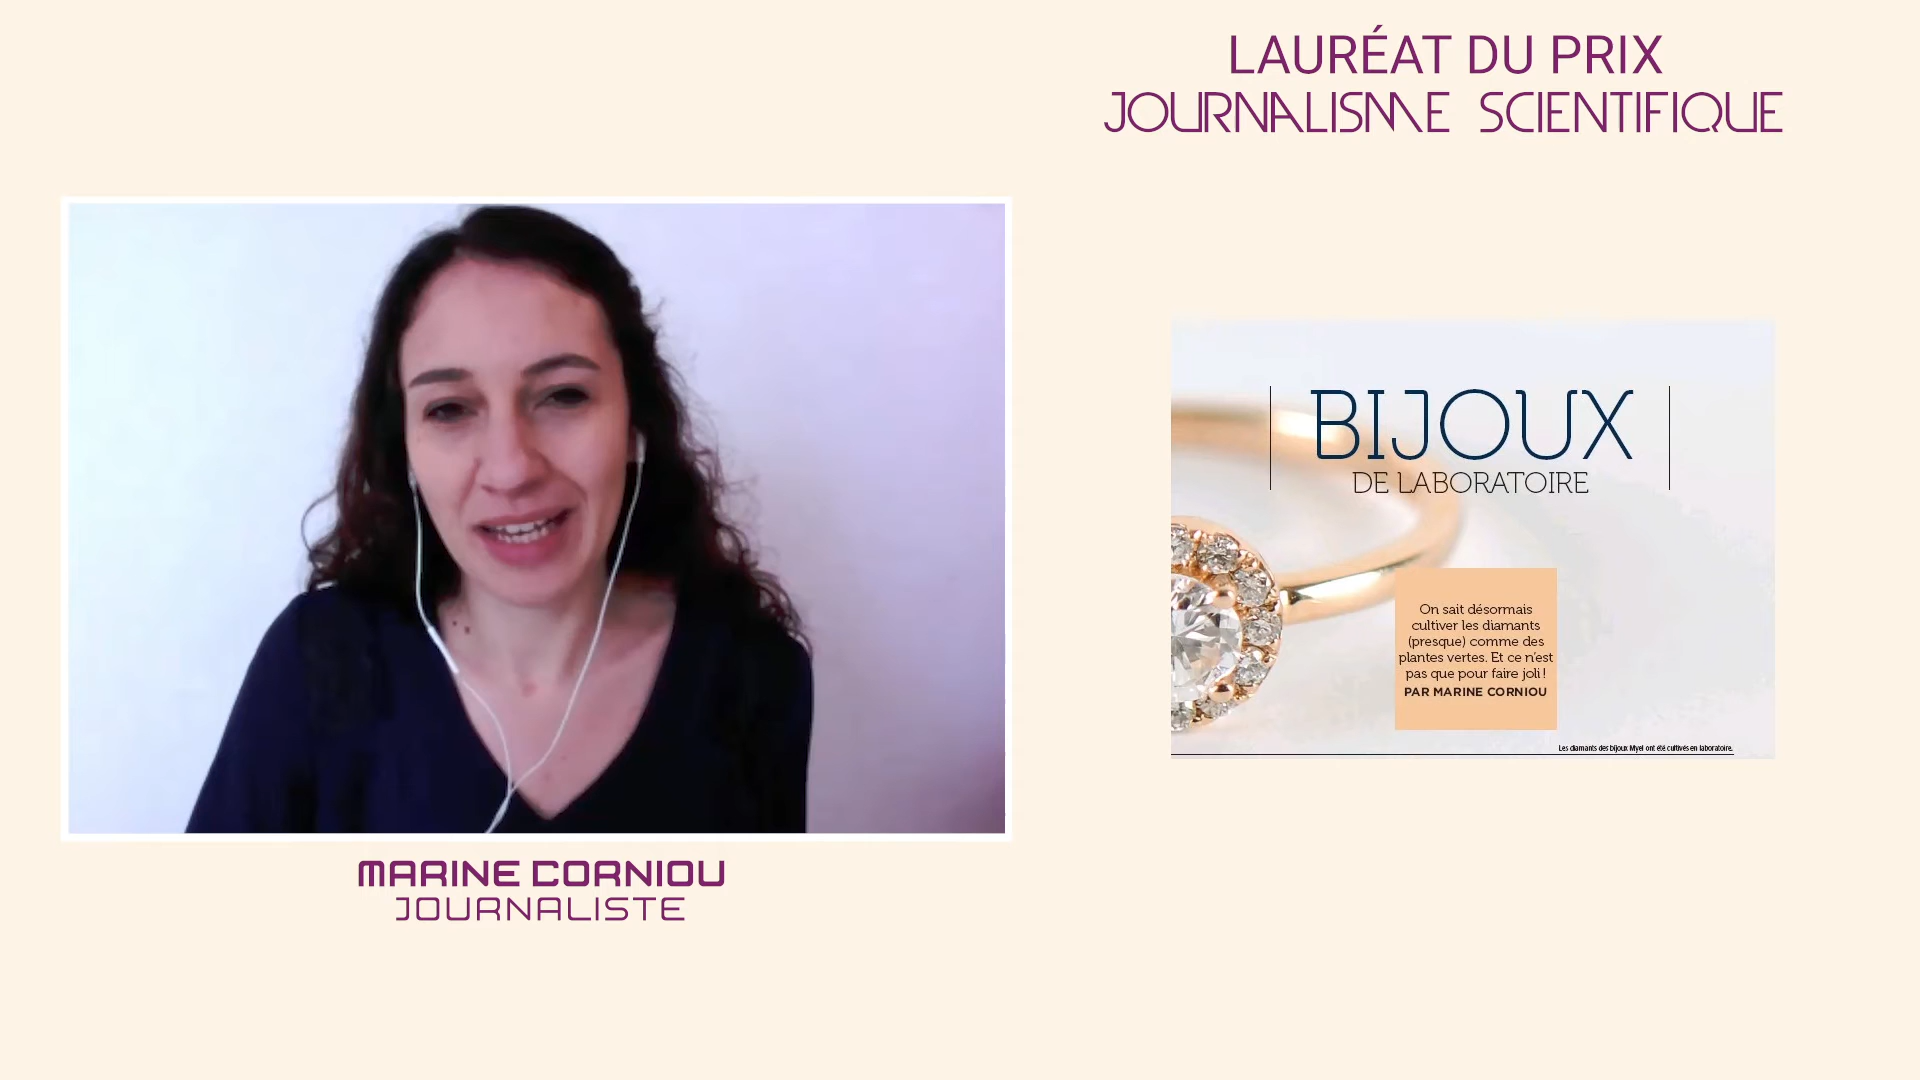 LAURÉAT DU PRIX
JOURNALISME SCIENTIFIQUE
BIJOUX
DE LABORATOIRE
On sait désormais
cultiver les diamants
(presque) comme des
plantes vertes. Et ce n'est
pas que pour faire joli !
PAR MARINE CORNIOU
Les diamants des bijoux Myel ont été cultivés en laboratoire.
MARINE CORNIOU
JOURNALISTE